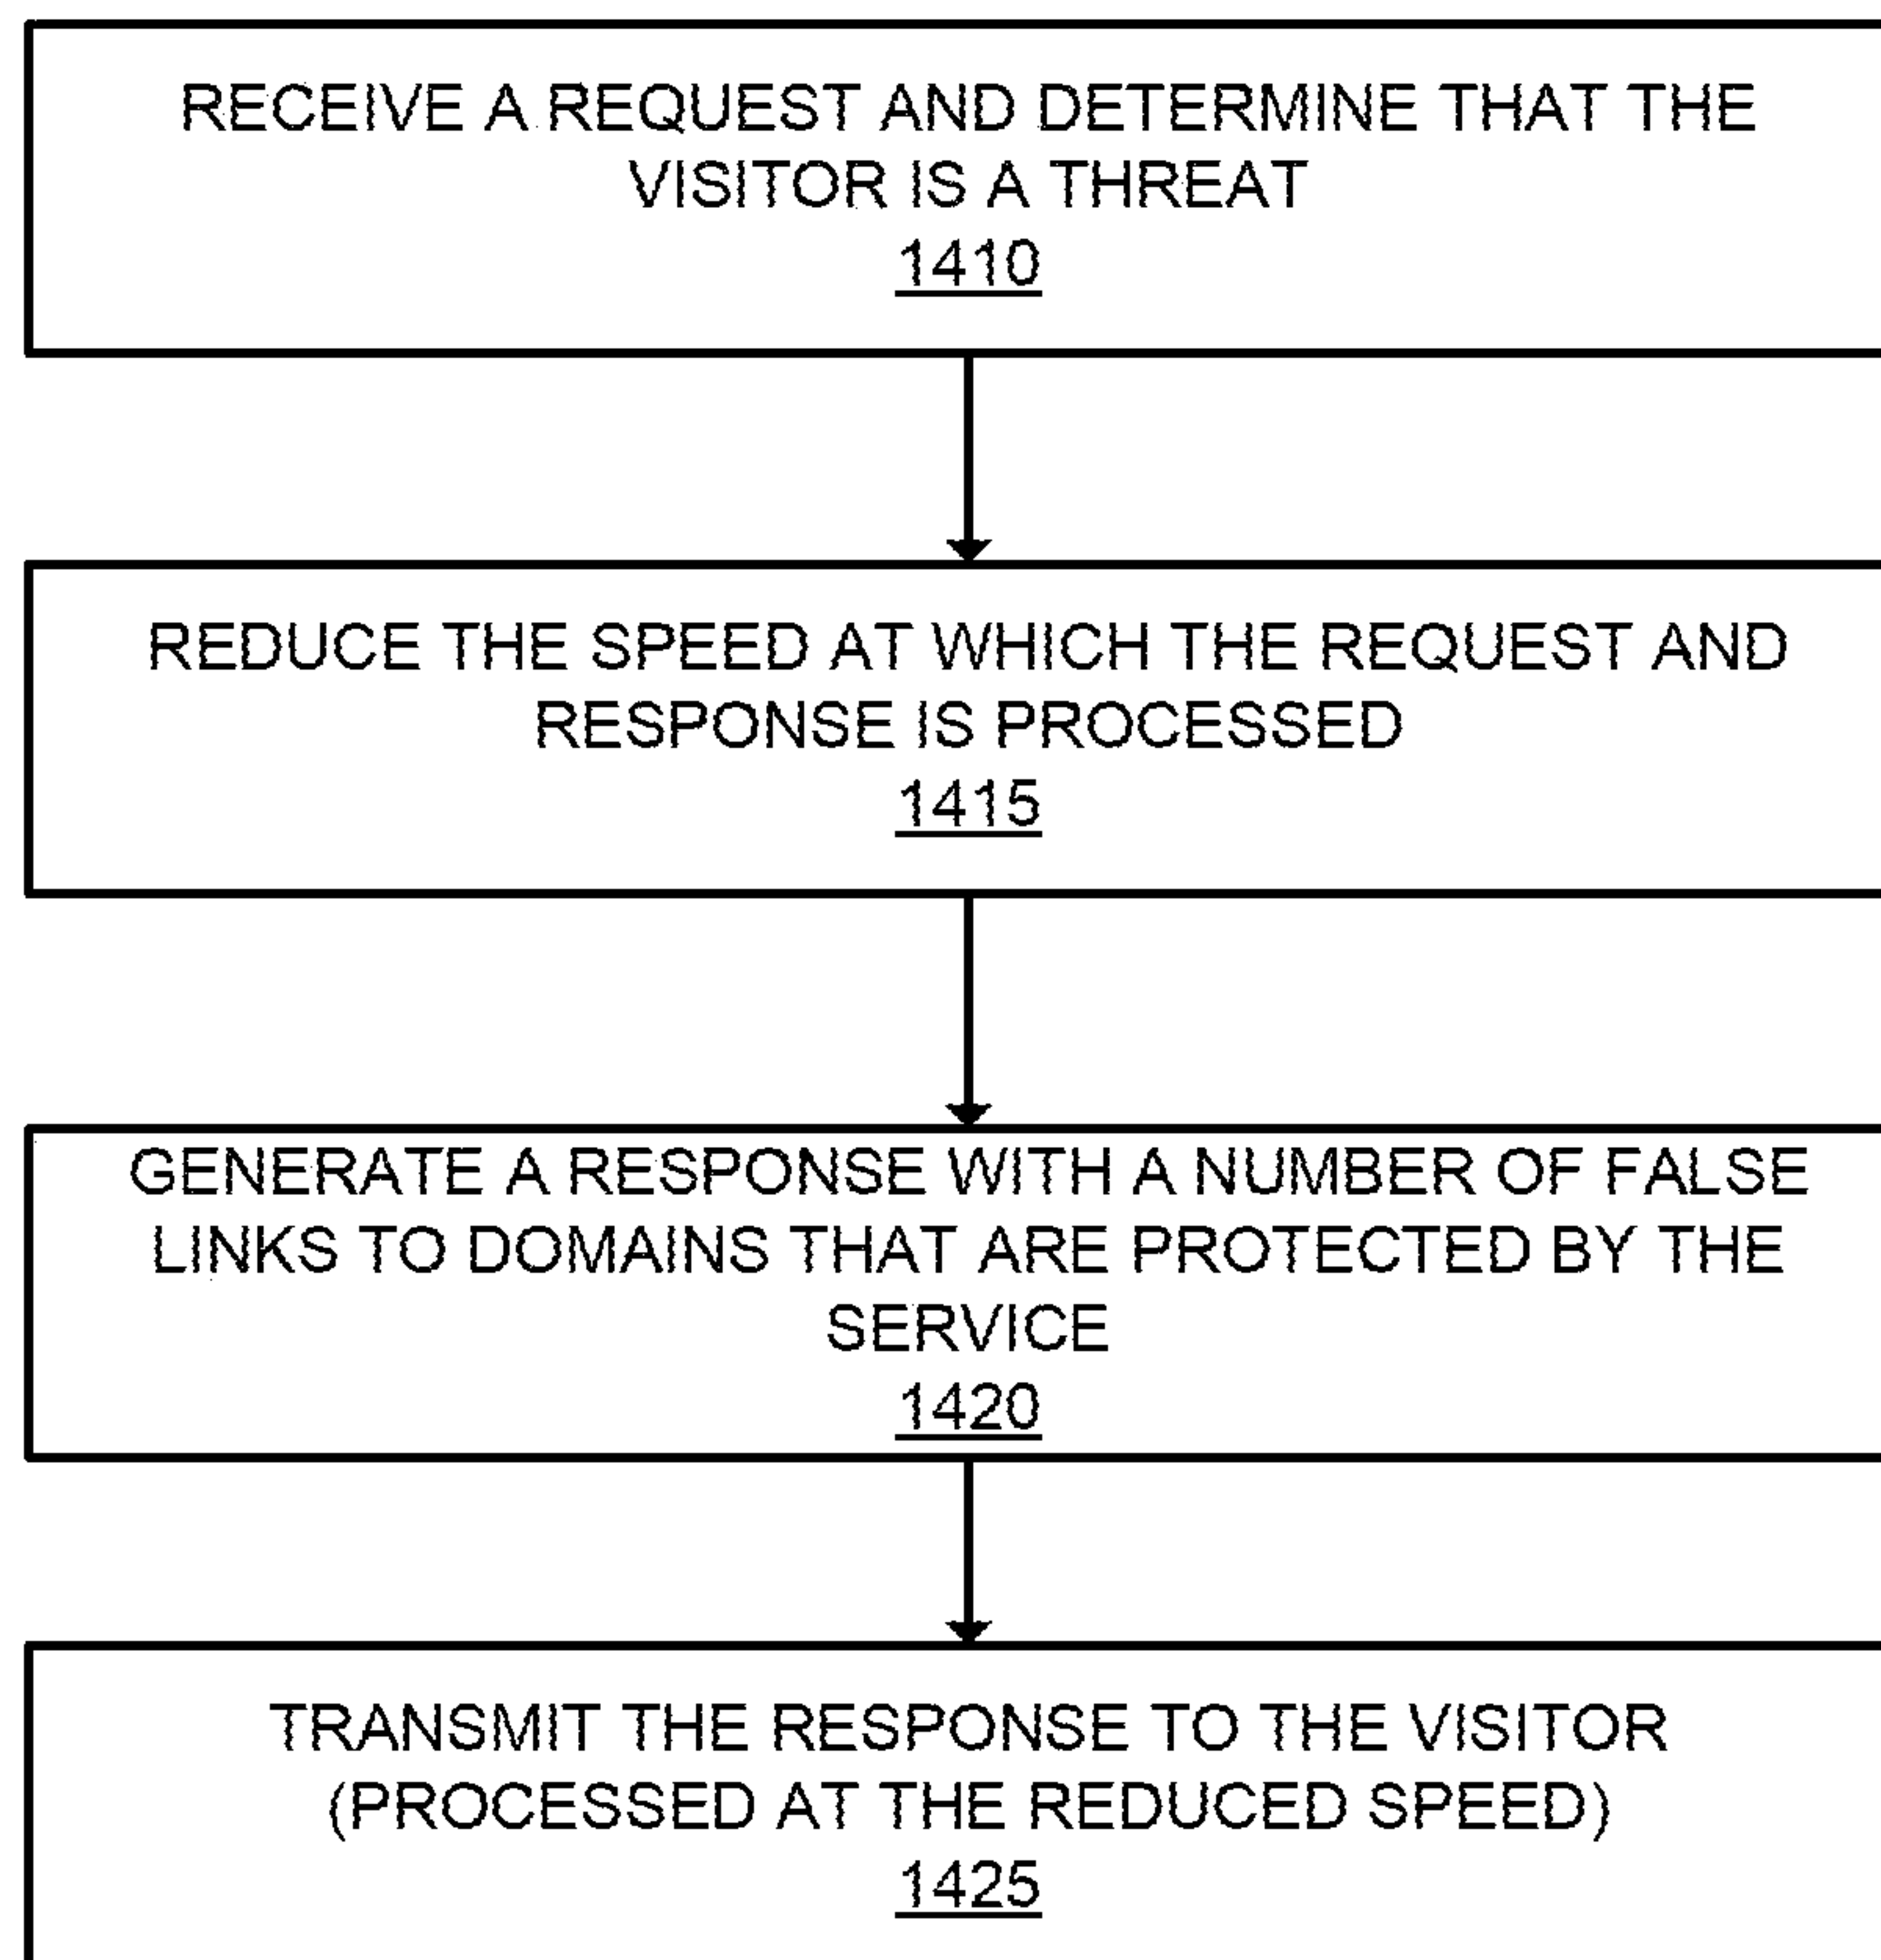 RECEIVE A REQUEST AND DETERMINE THAT THE
VISITOR IS A THREAT
1410
REDUCE THE SPEED AT WHICH THE REQUEST AND
RESPONSE IS PROCESSED
1415
GENERATE A RESPONSE WITH A NUMBER OF FALSE
LINKS TO DOMAINS THAT ARE PROTECTED BY THE
SERVICE
1420
TRANSMIT THE RESPONSE TO THE VISITOR
(PROCESSED AT THE REDUCED SPEED)
1425